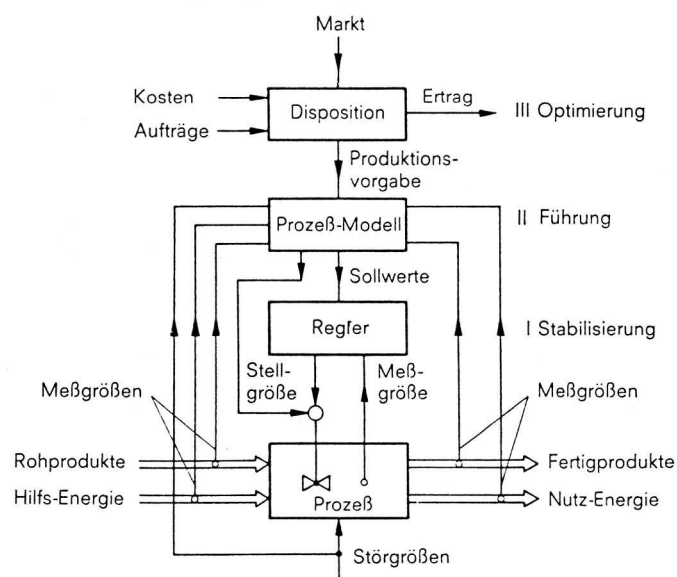 Markt
Kosten
Disposition
Ertrag
III Optimierung
Aufträge
Produktions-
vorgabe
Prozeß-Modell
II Führung
Sollwerte
Regler
I Stabilisierung
Stell-
größe
Meß-
größe
Meßgrößen
Meßgrößen
Rohprodukte
Fertigprodukte
Hilfs-Energie
Prozeß
Nutz-Energie
Störgrößen